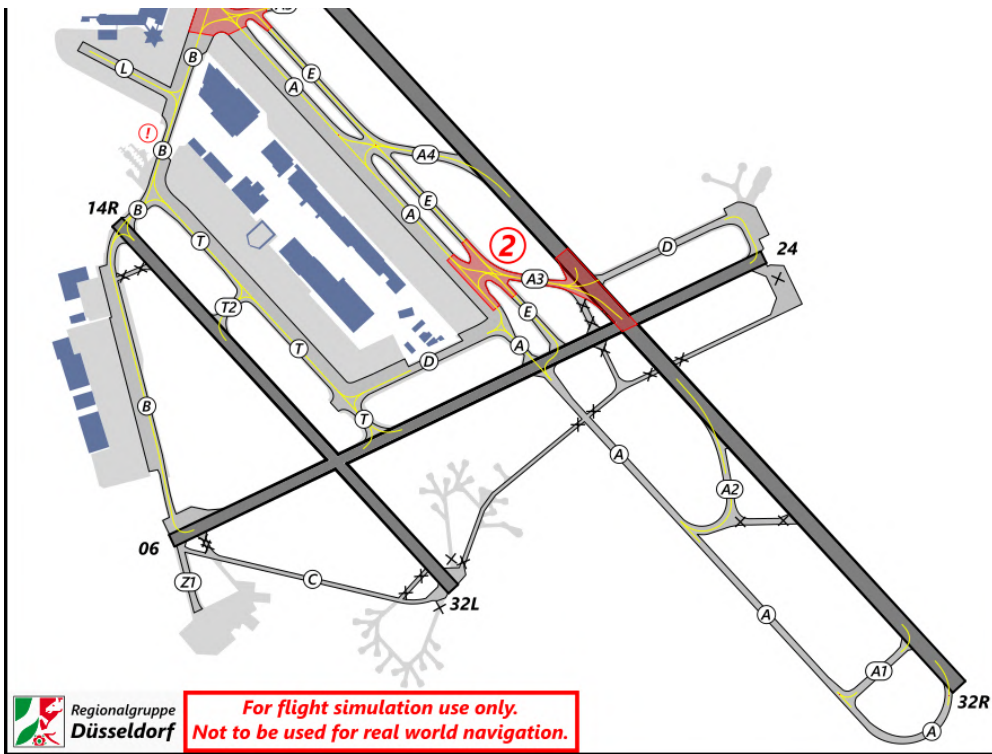 L
B
E
A
!
B
A4
14R
B
E
A
T
2
A3
D
24
T2
E
T
A
D
B
T
A
A2
06
Z1
C
32L
A
A1
32R
A
Regionalgruppe
Düsseldorf
For flight simulation use only.
Not to be used for real world navigation.